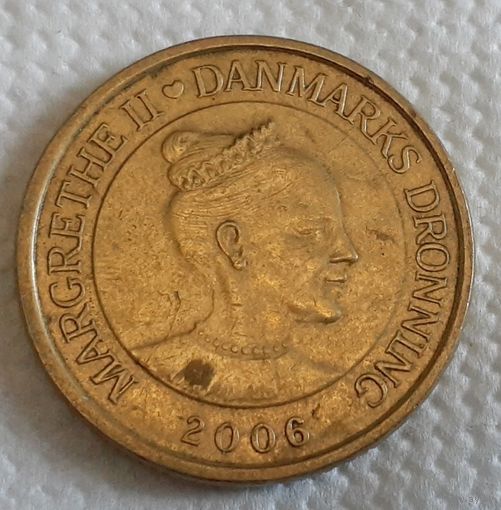 MARGRETHE II ♡ DANMARKS DRONNING
2006